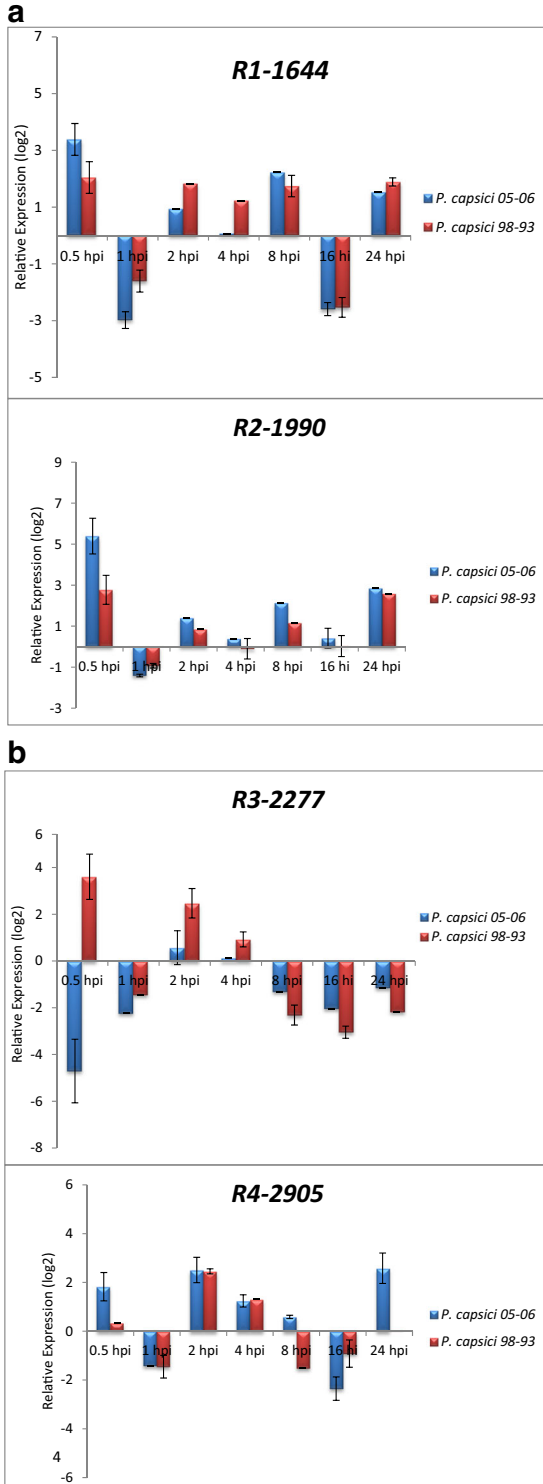 a
R1-1644
Relative Expression (log2)
7
5
3
1
-1
-3
-5
0.5 hpi 1 hpi 2 hpi 4 hpi 8 hpi 16 hi 24 hpi
P. capsici 05-06
P. capsici 98-93
R2-1990
Relative Expression (log2)
9
7
5
3
1
-1
-3
0.5 hpi 1 hpi 2 hpi 4 hpi 8 hpi 16 hi 24 hpi
P. capsici 05-06
P. capsici 98-93
b
R3-2277
Relative Expression (log2)
6
4
2
0
-2
-4
-6
-8
0.5 hpi 1 hpi 2 hpi 4 hpi 8 hpi 16 hi 24 hpi
P. capsici 05-06
P. capsici 98-93
R4-2905
Relative Expression (log2)
6
4
2
0
-2
-4
4
-6
0.5 hpi 1 hpi 2 hpi 4 hpi 8 hpi 16 hi 24 hpi
P. capsici 05-06
P. capsici 98-93